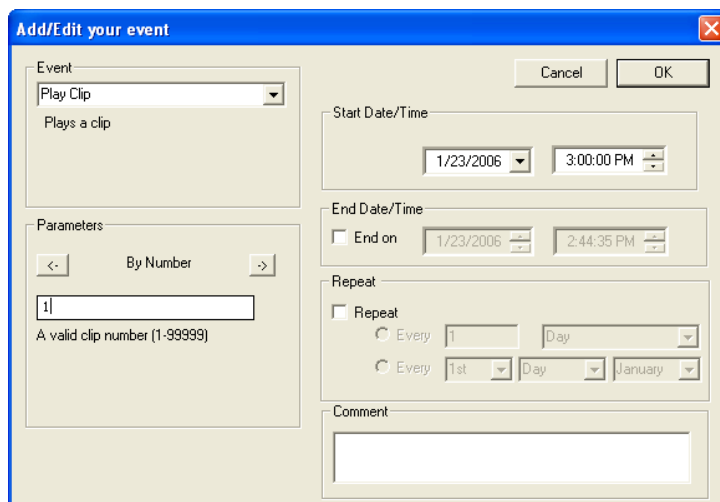 Add/Edit your event
Event
Play Clip
Plays a clip
Parameters
<-
By Number
->
1
A valid clip number (1-99999)
Cancel
OK
Start Date/Time
1/23/2006
3:00:00 PM
End Date/Time
End on
1/23/2006
2:44:35 PM
Repeat
Repeat
Every
1
Day
Every
1st
Day
January
Comment